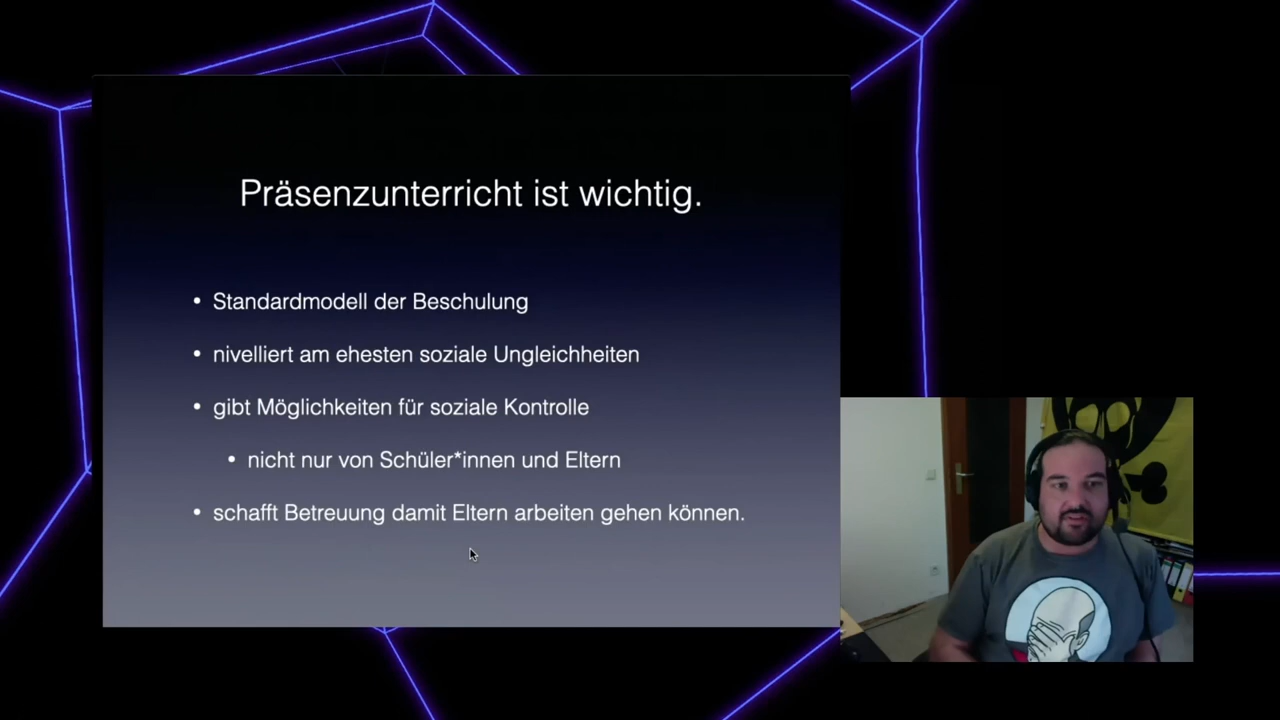 Präsenzunterricht ist wichtig.
• Standardmodell der Beschulung
• nivelliert am ehesten soziale Ungleichheiten
• gibt Möglichkeiten für soziale Kontrolle
• nicht nur von Schüler*innen und Eltern
• schafft Betreuung damit Eltern arbeiten gehen können.